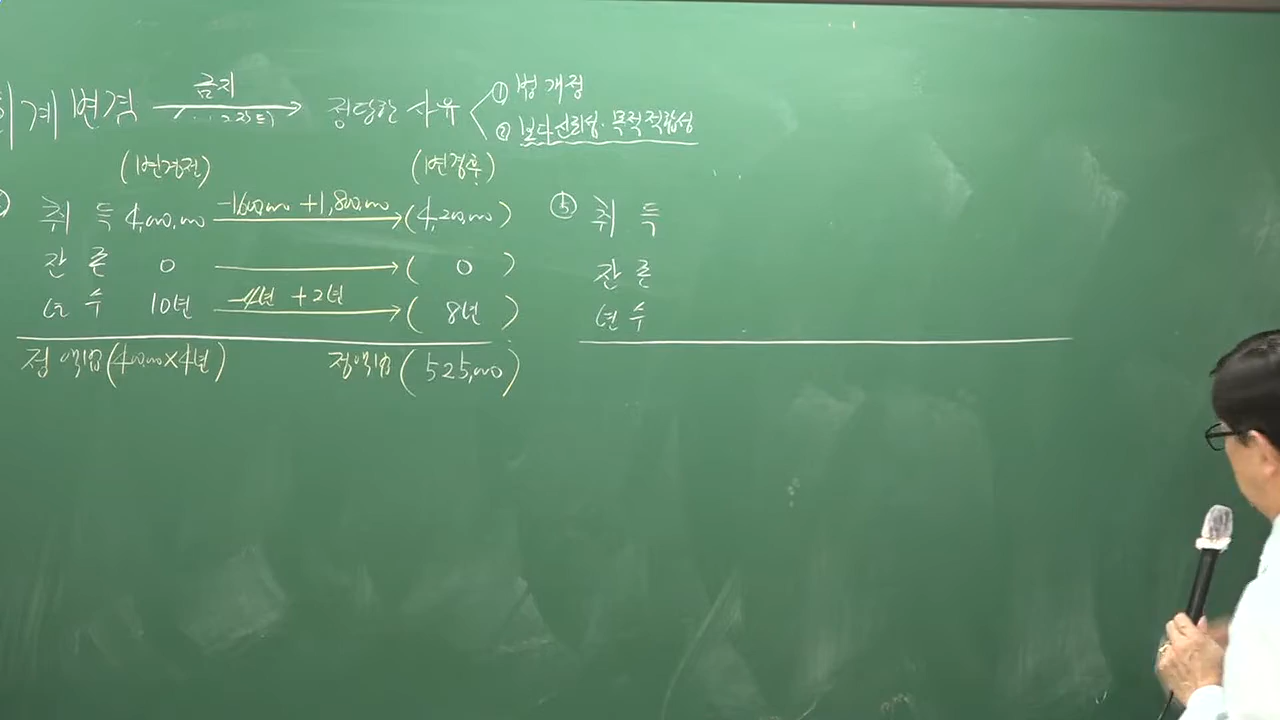 회계변경 금지 정당한 사유 ① 법 개정
② 보다 신뢰성·목적적합성
(변경전) (변경후)
취 득 4,000,000 -1,600,000 +1,800,000 (4,200,000)
잔 존 0 ( 0 )
년 수 10년 -4년 +2년 ( 8년 )
정액법(400,000×4년) 정액법(525,000)
⑤ 취 득
잔 존
년 수